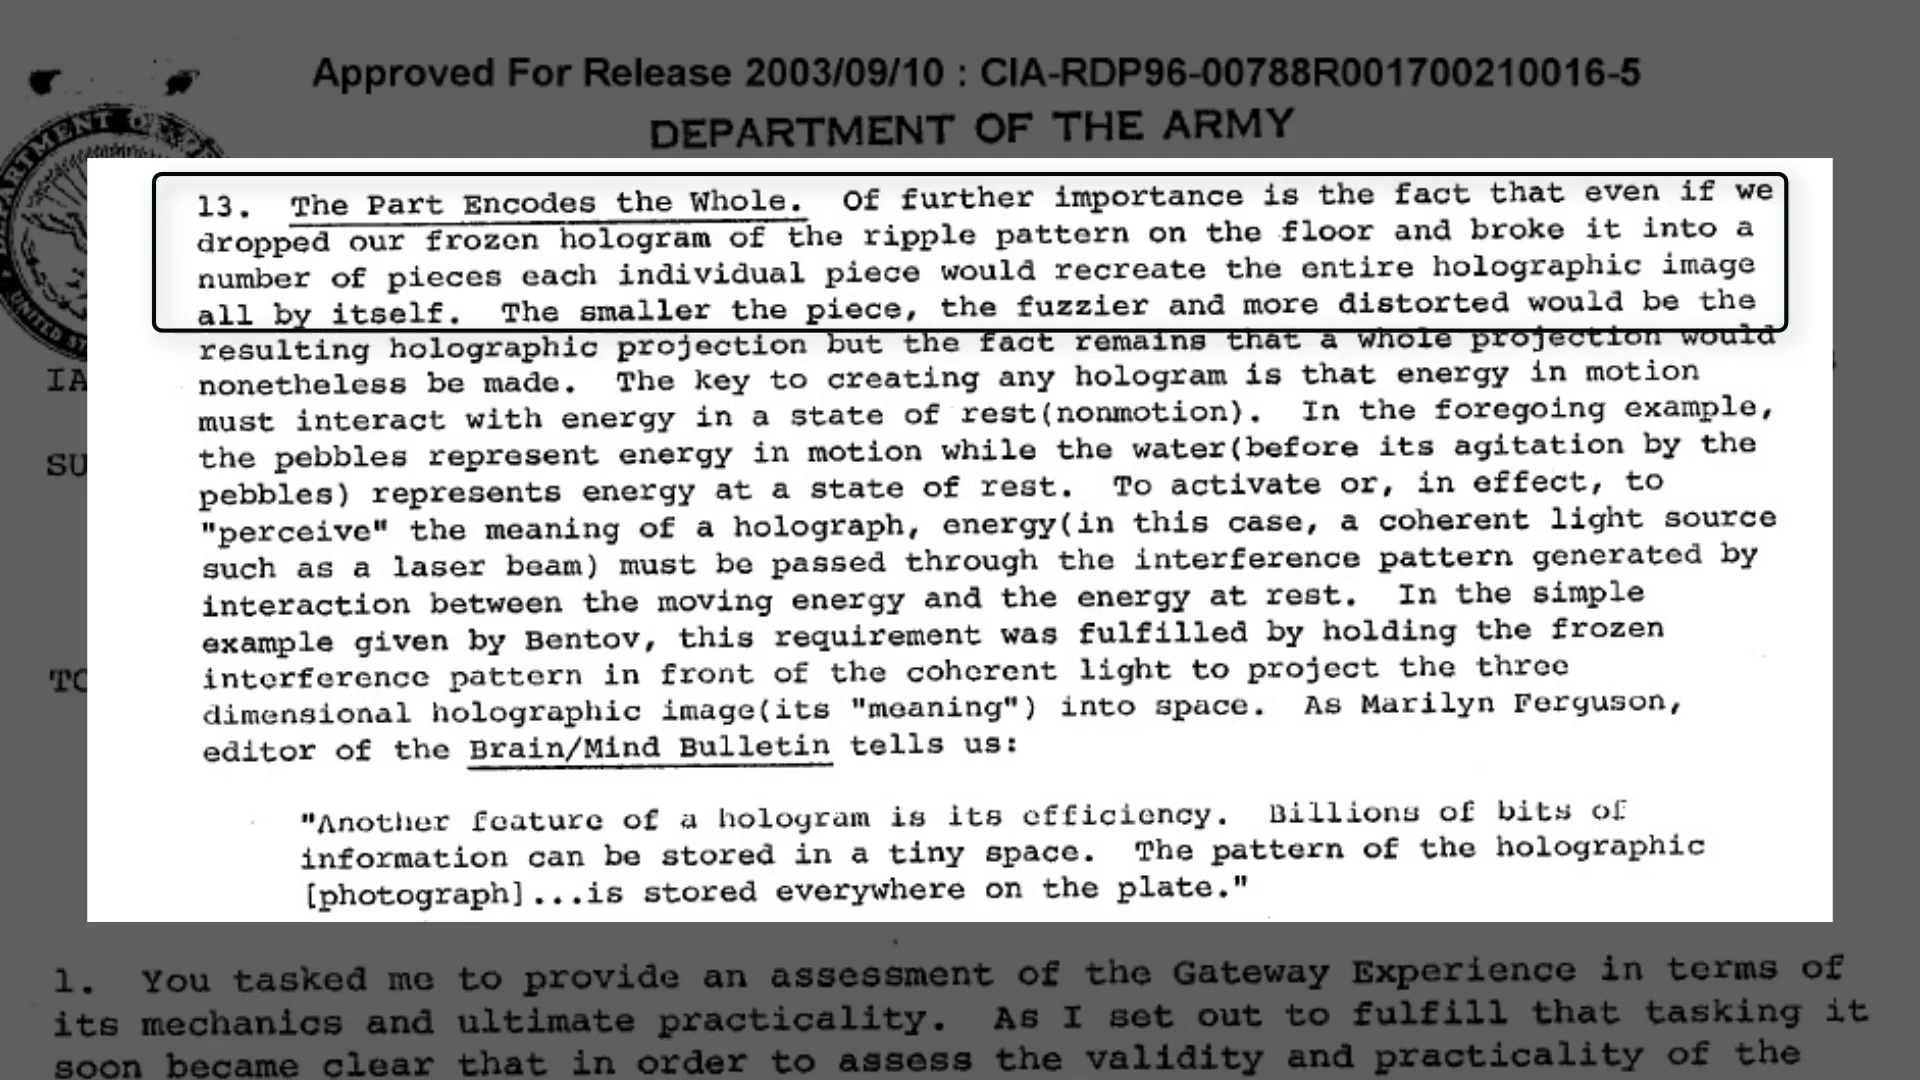 Approved For Release 2003/09/10 : CIA-RDP96-00788R001700210016-5
DEPARTMENT OF THE ARMY
13. The Part Encodes the Whole. Of further importance is the fact that even if we
dropped our frozen hologram of the ripple pattern on the floor and broke it into a
number of pieces each individual piece would recreate the entire holographic image
all by itself. The smaller the piece, the fuzzier and more distorted would be the
resulting holographic projection but the fact remains that a whole projection would
nonetheless be made. The key to creating any hologram is that energy in motion
must interact with energy in a state of rest(nonmotion). In the foregoing example,
the pebbles represent energy in motion while the water(before its agitation by the
pebbles) represents energy at a state of rest. To activate or, in effect, to
"perceive" the meaning of a holograph, energy(in this case, a coherent light source
such as a laser beam) must be passed through the interference pattern generated by
interaction between the moving energy and the energy at rest. In the simple
example given by Bentov, this requirement was fulfilled by holding the frozen
interference pattern in front of the coherent light to project the three
dimensional holographic image(its "meaning") into space. As Marilyn Ferguson,
editor of the Brain/Mind Bulletin tells us:
"Another feature of a hologram is its efficiency. Billions of bits of
information can be stored in a tiny space. The pattern of the holographic
[photograph]...is stored everywhere on the plate."
IA
SU
TO
1. You tasked me to provide an assessment of the Gateway Experience in terms of
its mechanics and ultimate practicality. As I set out to fulfill that tasking it
soon became clear that in order to assess the validity and practicality of the